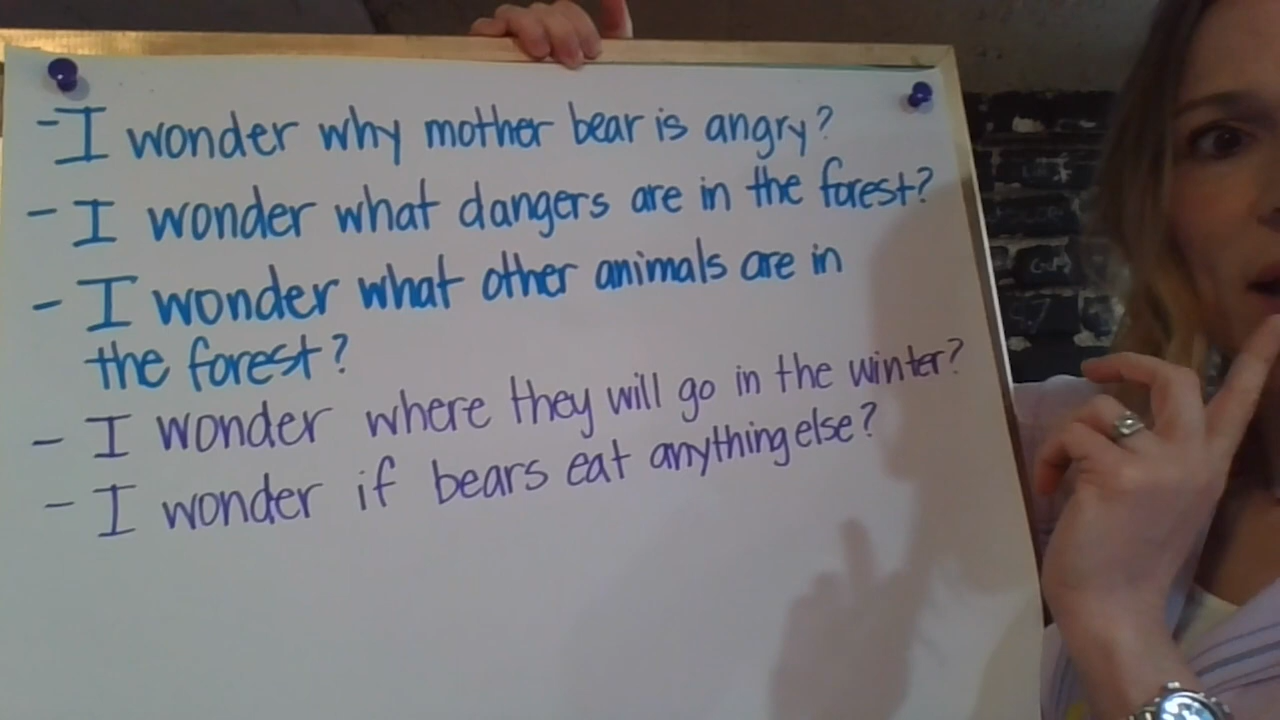 - I wonder why mother bear is angry?
- I wonder what dangers are in the forest?
- I wonder what other animals are in
the forest?
- I wonder where they will go in the winter?
- I wonder if bears eat anything else?